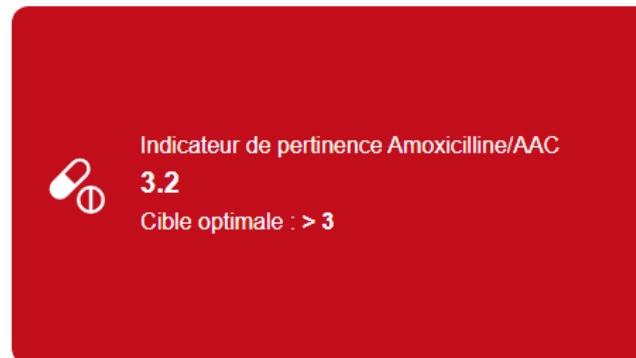 Indicateur de pertinence Amoxicilline/AAC
3.2
Cible optimale : > 3